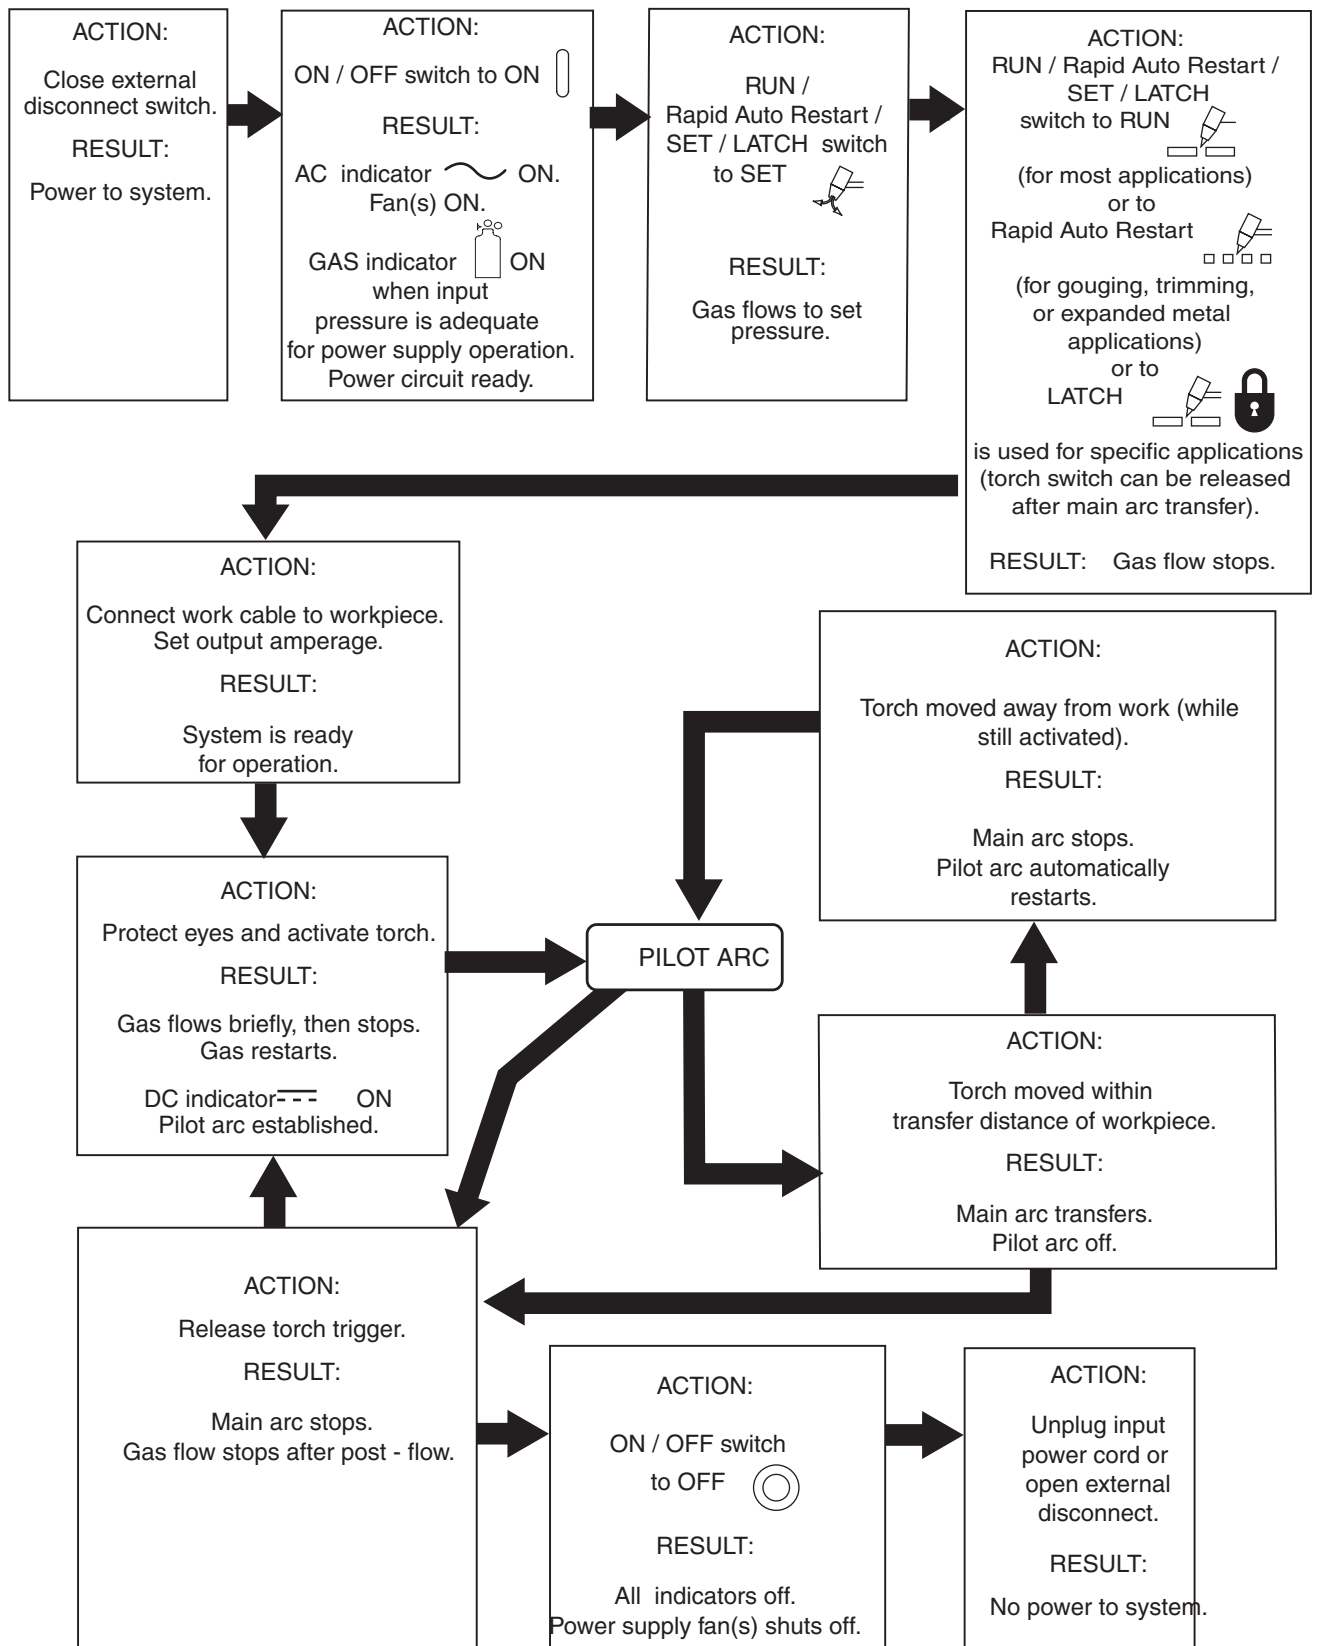 ACTION:
Close external
disconnect switch.
RESULT:
Power to system.
ACTION:
ON / OFF switch to ON
RESULT:
AC indicator ON.
Fan(s) ON.
GAS indicator ON
when input
pressure is adequate
for power supply operation.
Power circuit ready.
ACTION:
RUN /
Rapid Auto Restart /
SET / LATCH switch
to SET
RESULT:
Gas flows to set
pressure.
ACTION:
RUN / Rapid Auto Restart /
SET / LATCH
switch to RUN
(for most applications)
or to
Rapid Auto Restart
(for gouging, trimming,
or expanded metal
applications)
or to
LATCH
is used for specific applications
(torch switch can be released
after main arc transfer).
RESULT: Gas flow stops.
ACTION:
Connect work cable to workpiece.
Set output amperage.
RESULT:
System is ready
for operation.
ACTION:
Protect eyes and activate torch.
RESULT:
Gas flows briefly, then stops.
Gas restarts.
DC indicator ON
Pilot arc established.
PILOT ARC
ACTION:
Torch moved away from work (while
still activated).
RESULT:
Main arc stops.
Pilot arc automatically
restarts.
ACTION:
Torch moved within
transfer distance of workpiece.
RESULT:
Main arc transfers.
Pilot arc off.
ACTION:
Release torch trigger.
RESULT:
Main arc stops.
Gas flow stops after post - flow.
ACTION:
ON / OFF switch
to OFF
RESULT:
All indicators off.
Power supply fan(s) shuts off.
ACTION:
Unplug input
power cord or
open external
disconnect.
RESULT:
No power to system.